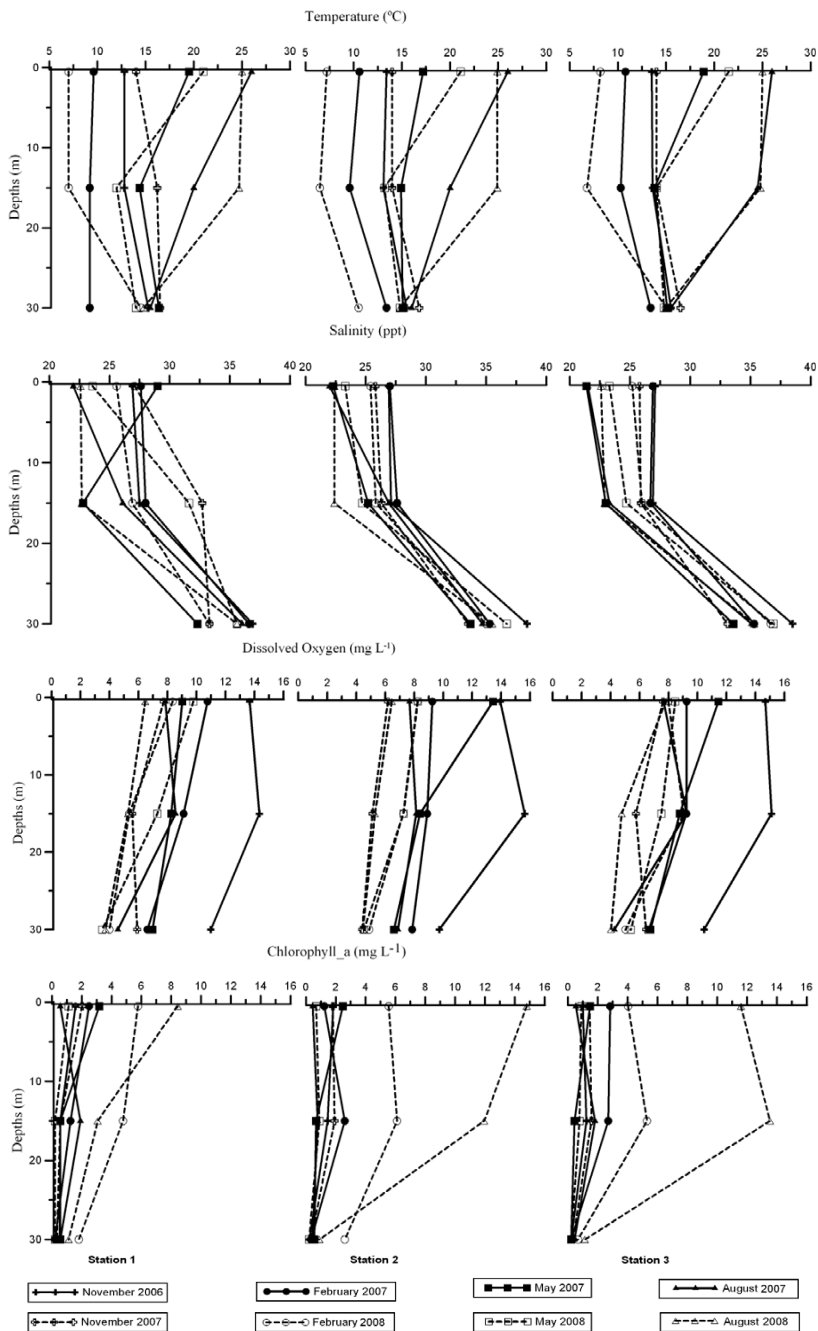 Temperature (ºC)
5 10 15 20 25 30 5 10 15 20 25 30 5 10 15 20 25 30
0
10
20
30
Depths (m)
Salinity (ppt)
20 25 30 35 40 20 25 30 35 40 20 25 30 35 40
0
10
20
30
Depths (m)
Dissolved Oxygen (mg L-1)
0 2 4 6 8 10 12 14 16 0 2 4 6 8 10 12 14 16 0 2 4 6 8 10 12 14 16
0
10
20
30
Depths (m)
Chlorophyll_a (mg L-1)
0 2 4 6 8 10 12 14 16 0 2 4 6 8 10 12 14 16 0 2 4 6 8 10 12 14 16
0
10
20
30
Depths (m)
Station 1 Station 2 Station 3
November 2006 February 2007 May 2007 August 2007
November 2007 February 2008 May 2008 August 2008